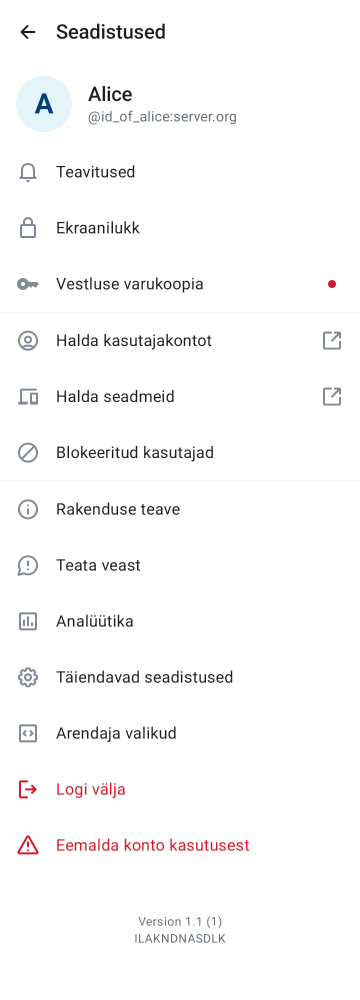 Seadistused
A
Alice
@id_of_alice:server.org
Teavitused
Ekraanilukk
Vestluse varukoopia
Halda kasutajakontot
Halda seadmeid
Blokeeritud kasutajad
Rakenduse teave
Teata veast
Analüütika
Täiendavad seadistused
Arendaja valikud
Logi välja
Eemalda konto kasutusest
Version 1.1 (1)
ILAKNDNASDLK